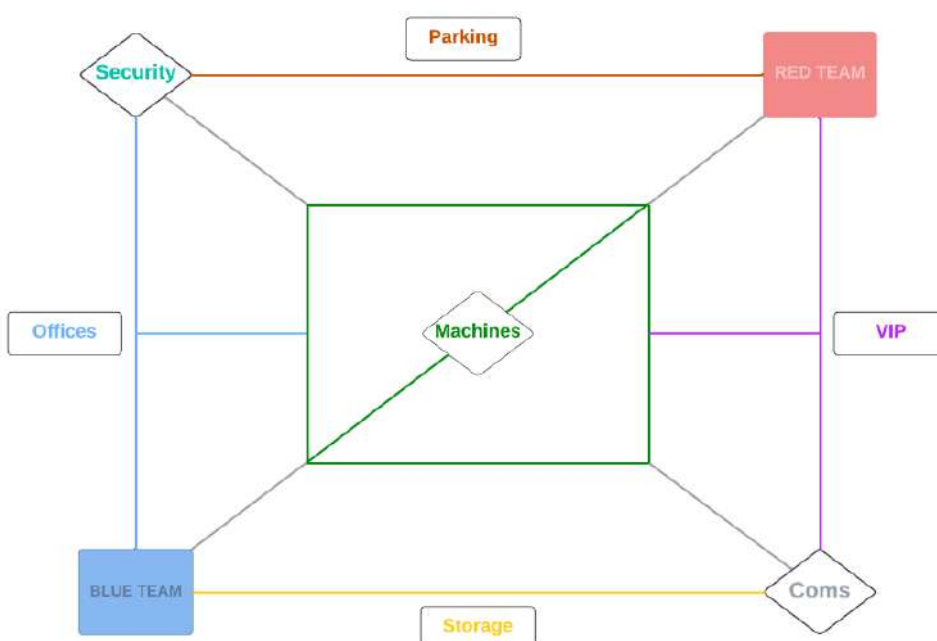 Parking
Security
RED TEAM
Offices
Machines
VIP
BLUE TEAM
Coms
Storage